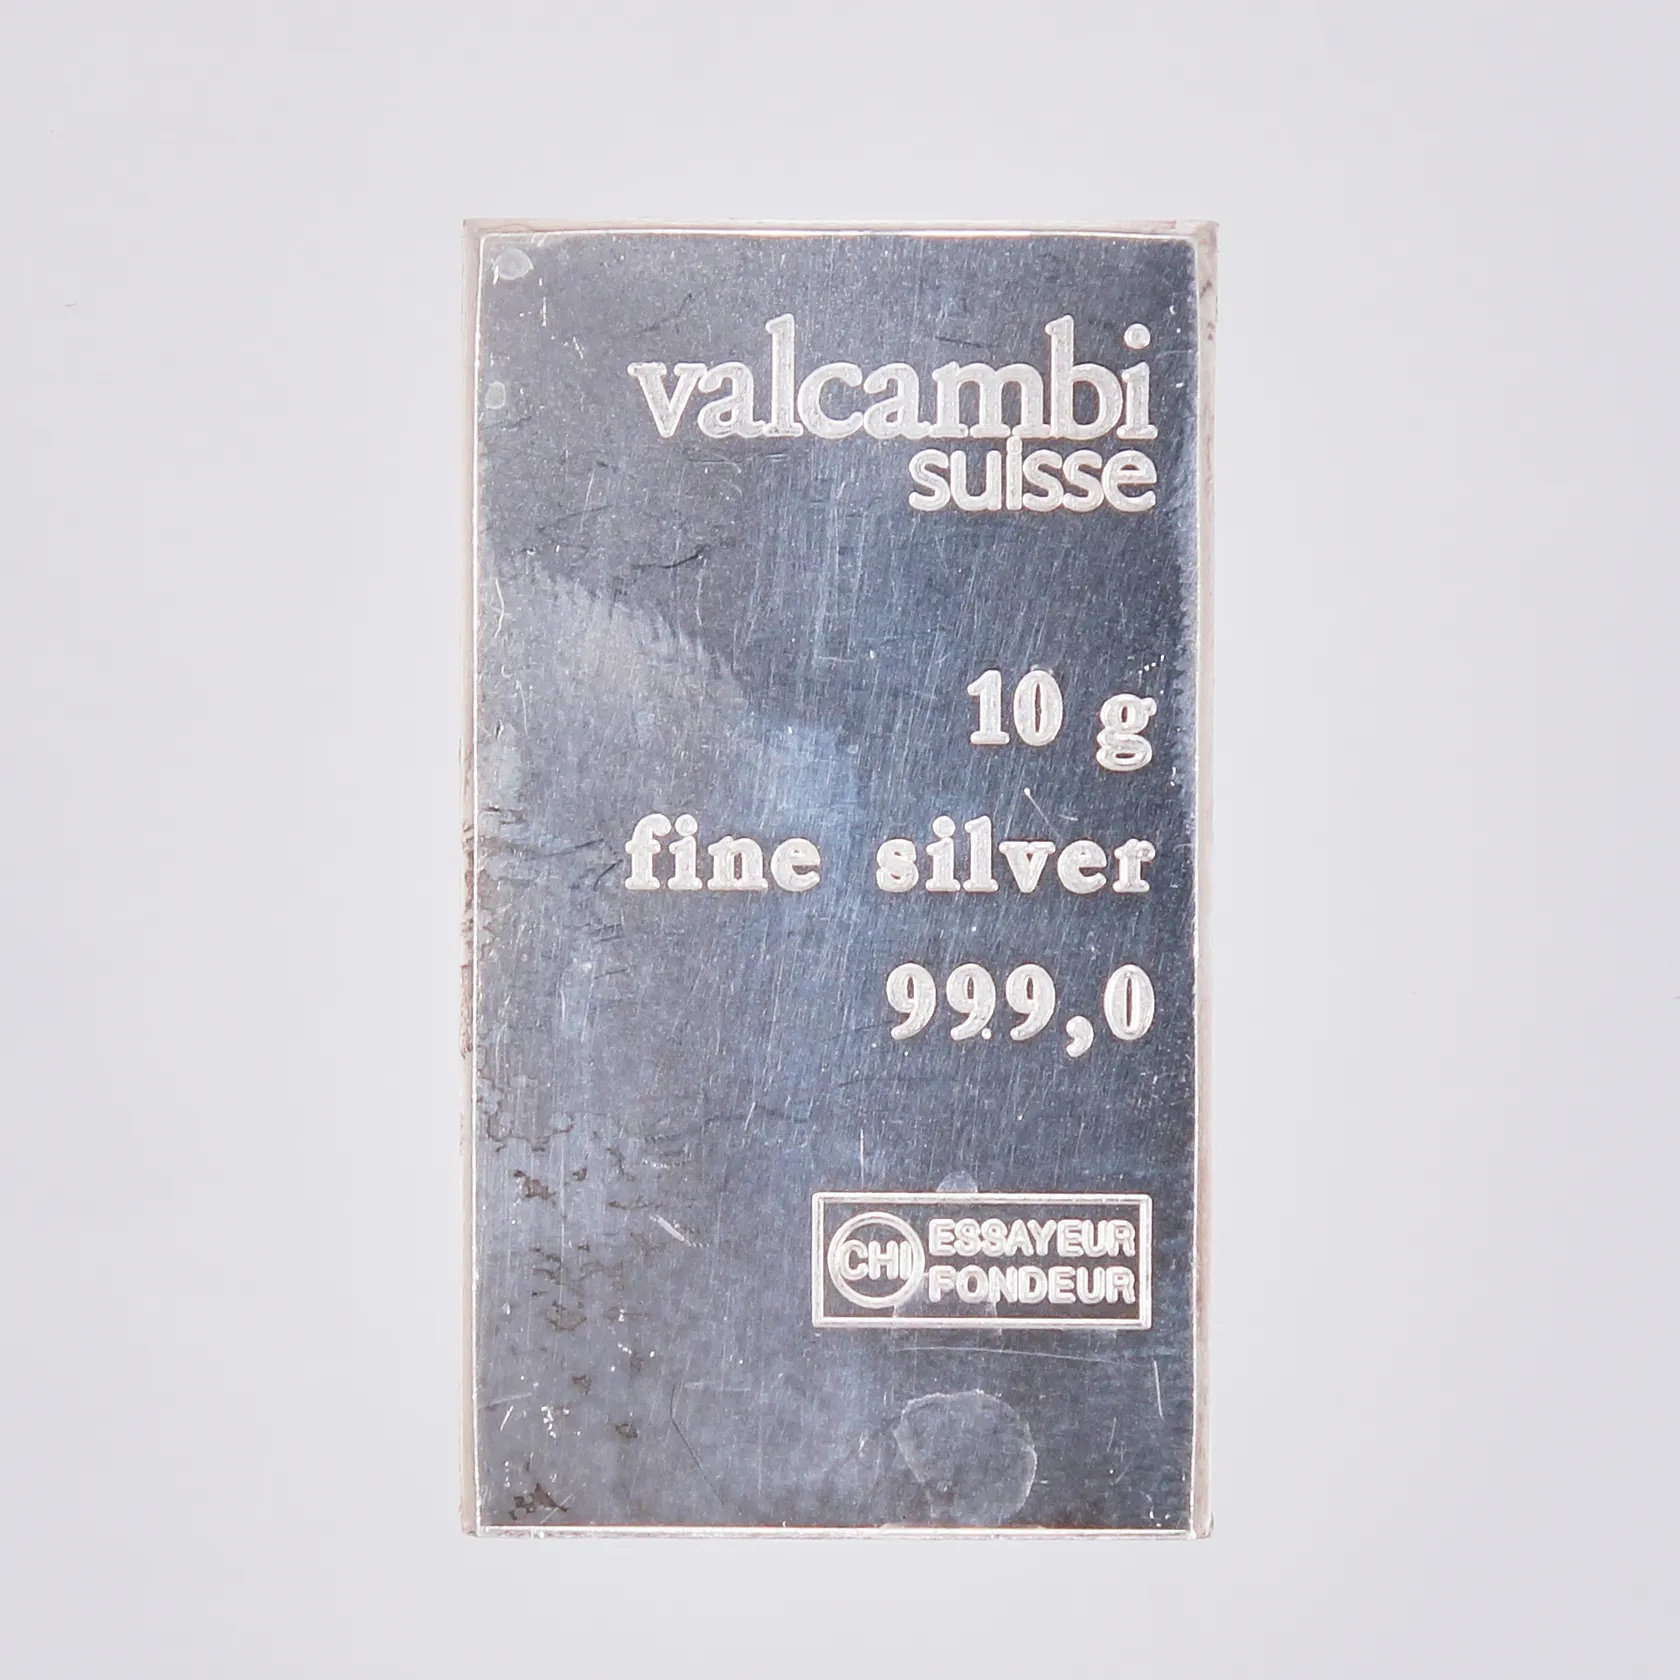 valcambi
suisse
10 g
fine silver
999,0
CHI ESSAYEUR
FONDEUR